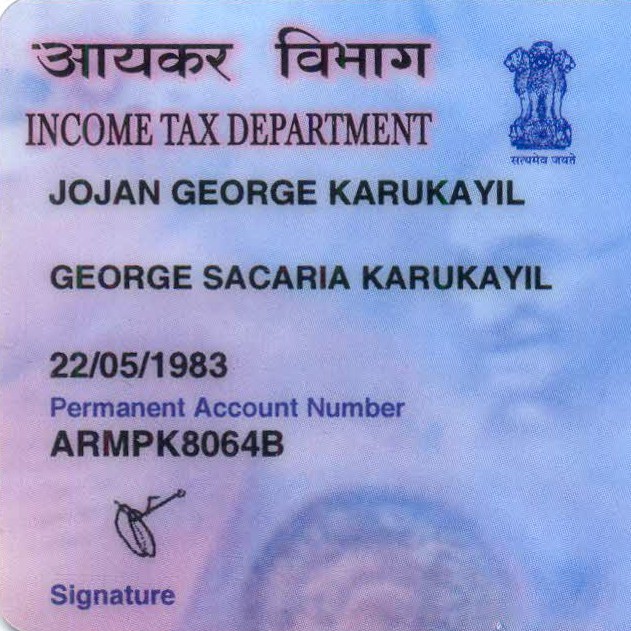 आयकर विभाग
INCOME TAX DEPARTMENT
सत्यमेव जयते
JOJAN GEORGE KARUKAYIL
GEORGE SACARIA KARUKAYIL
22/05/1983
Permanent Account Number
ARMPK8064B
Signature